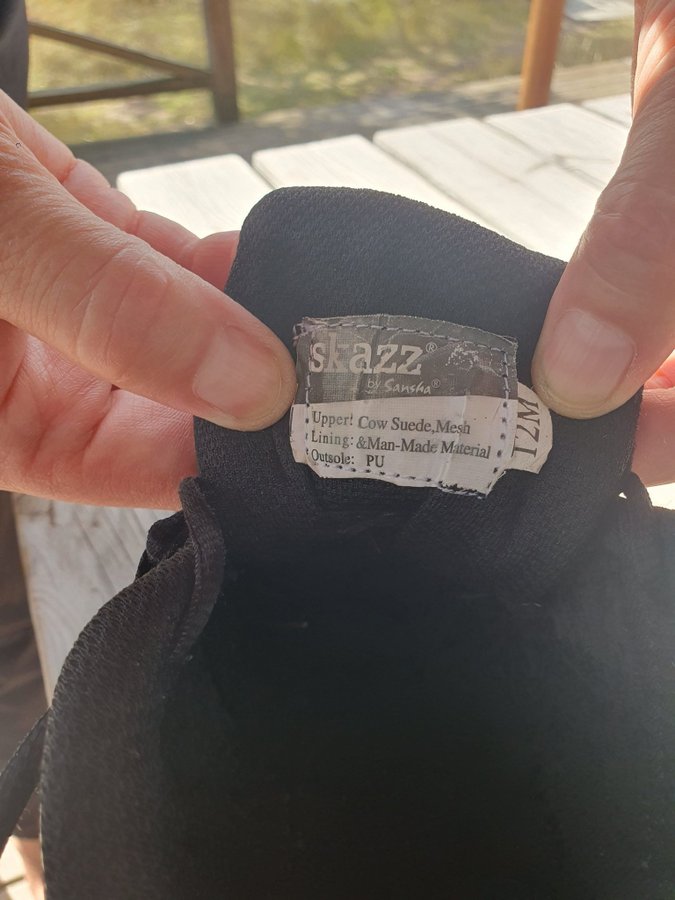 skazz®
by Sansha®
Upper: Cow Suede,Mesh
Lining: &Man-Made Material
Outsole: PU
12M